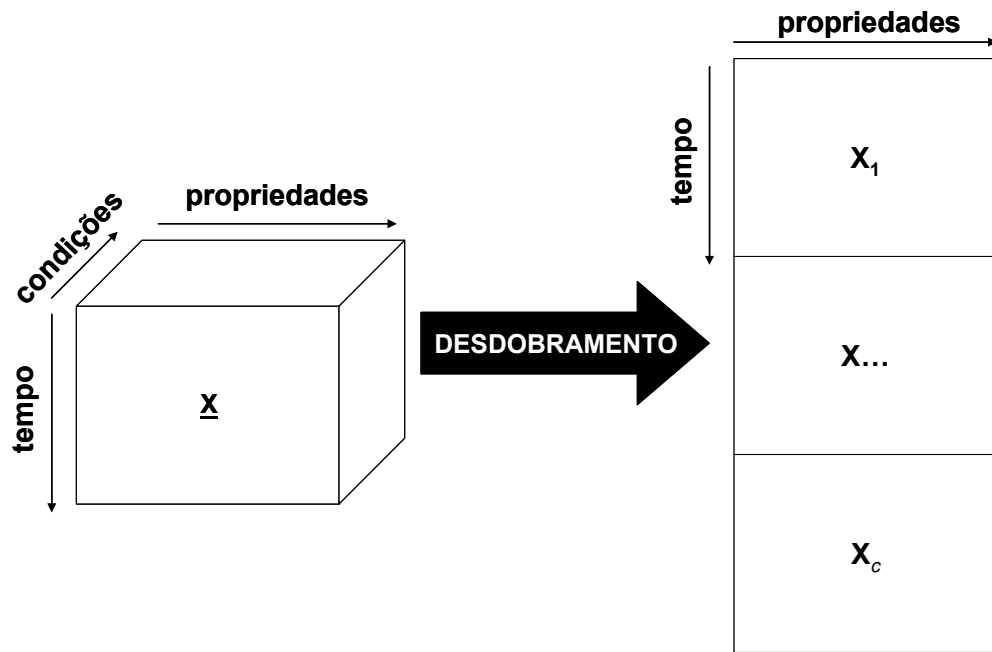 condições
propriedades
tempo
X
DESDOBRAMENTO
propriedades
tempo
X₁
X...
X𝑐